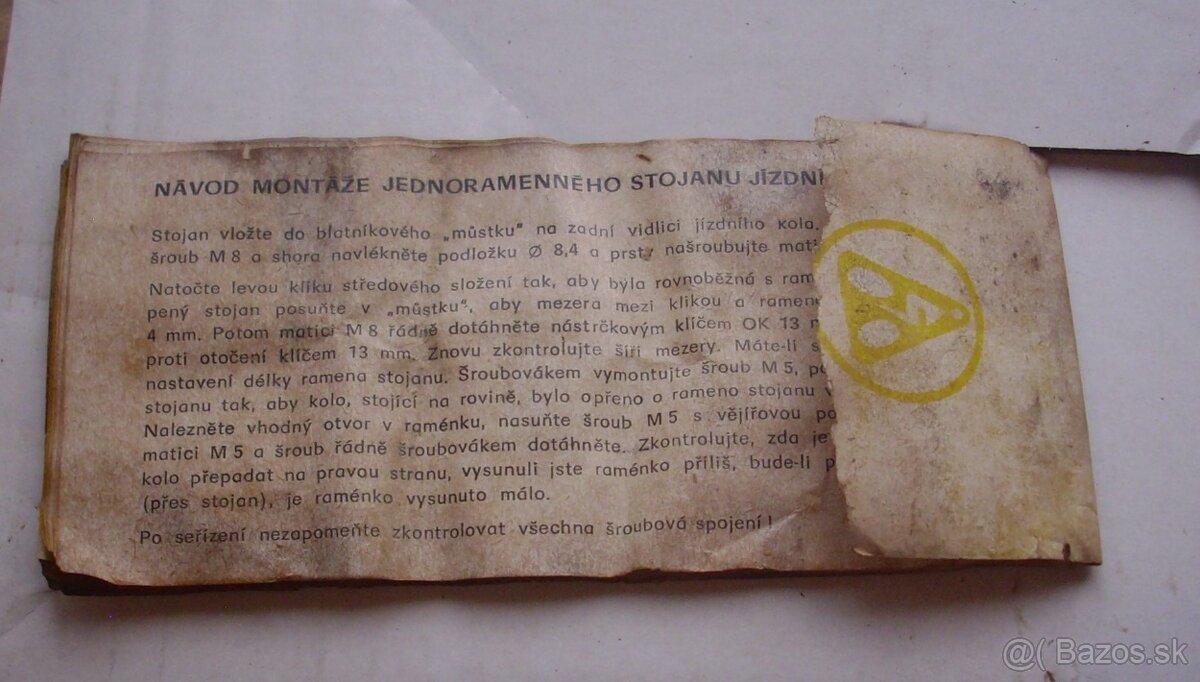 NÁVOD MONTÁŽE JEDNORAMENNÉHO STOJANU JÍZDNÍ
Stojan vložte do blatníkového „můstku" na zadní vidlici jízdního kola.
šroub M 8 a shora navlékněte podložku Ø 8,4 a našroubujte
Natočte levou kliku středového složení tak, aby byla rovnoběžná s ram
pený stojan posuňte v „můstku", aby mezera mezi klikou a rameno
4 mm. Potom matici M 8 řádně dotáhněte nástrčkovým klíčem OK 13
proti otočení klíčem 13 mm. Znovu zkontrolujte šíři mezery. Máte-li s
nastavení délky ramena stojanu. Šroubovákem vymontujte šroub M 5,
stojanu tak, aby kolo, stojící na rovině, bylo opřeno o rameno stojanu v
Nalezněte vhodný otvor v raménku, nasuňte šroub M 5 s vějířovou po
matici M 5 a šroub řádně šroubovákem dotáhněte. Zkontrolujte, zda je
kolo přepadat na pravou stranu, vysunuli jste raménko příliš, bude-li p
(přes stojan), je raménko vysunuto málo.
Po seřízení nezapomeňte zkontrolovat všechna šroubová spojení!
@( Bazos.sk